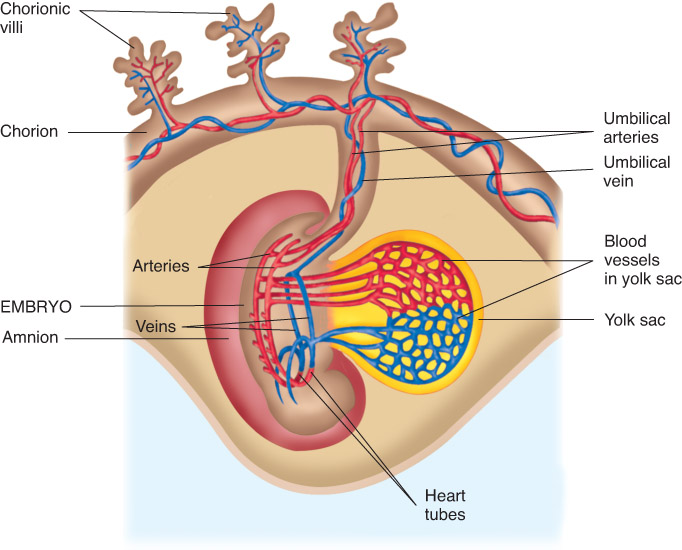 Chorionic
villi
Chorion
Umbilical
arteries
Umbilical
vein
Blood
vessels
in yolk sac
Arteries
EMBRYO
Veins
Yolk sac
Amnion
Heart
tubes